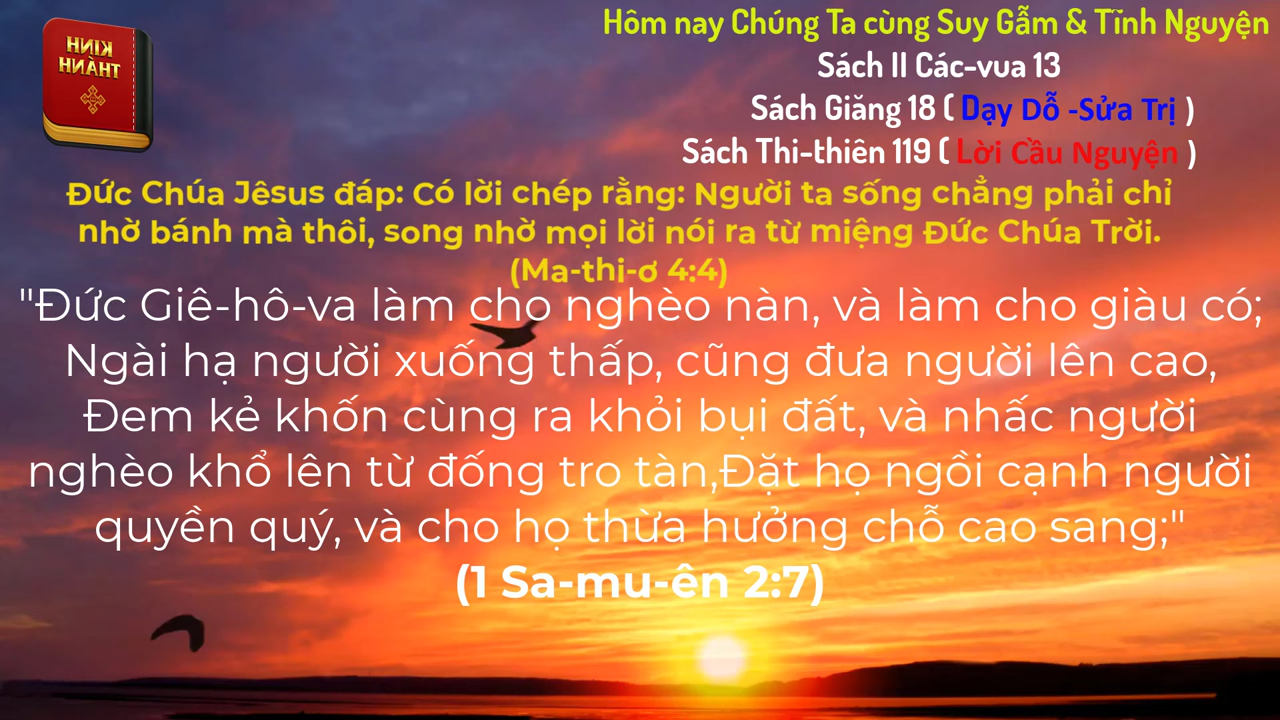 KINH
THÀNH
Hôm nay Chúng Ta cùng Suy Gẫm & Tĩnh Nguyện
Sách II Các-vua 13
Sách Giăng 18 ( Dạy Dỗ -Sửa Trị )
Sách Thi-thiên 119 ( Lời Cầu Nguyện )
Đức Chúa Jêsus đáp: Có lời chép rằng: Người ta sống chẳng phải chỉ
nhờ bánh mà thôi, song nhờ mọi lời nói ra từ miệng Đức Chúa Trời.
(Ma-thi-ơ 4:4)
"Đức Giê-hô-va làm cho nghèo nàn, và làm cho giàu có;
Ngài hạ người xuống thấp, cũng đưa người lên cao,
Đem kẻ khốn cùng ra khỏi bụi đất, và nhấc người
nghèo khổ lên từ đống tro tàn,Đặt họ ngồi cạnh người
quyền quý, và cho họ thừa hưởng chỗ cao sang;"
(1 Sa-mu-ên 2:7)